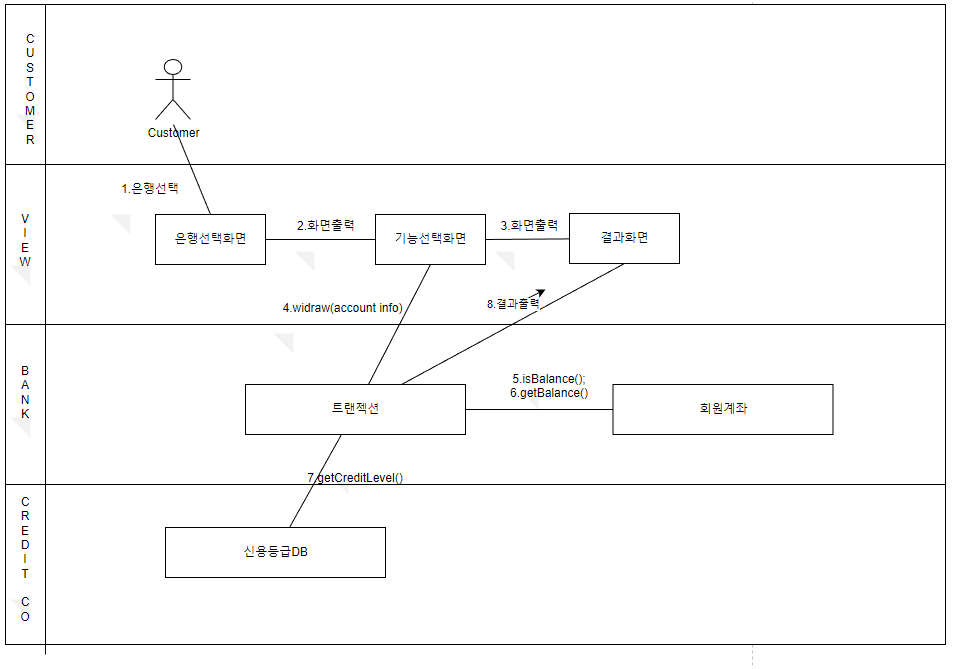 CUSTOMER
Customer
1.은행선택
VIEW
은행선택화면
2.화면출력
기능선택화면
3.화면출력
결과화면
4.widraw(account info)
8.결과출력
BANK
트랜젝션
5.isBalance();
6.getBalance()
회원계좌
7.getCreditLevel()
CREDIT CO
신용등급DB